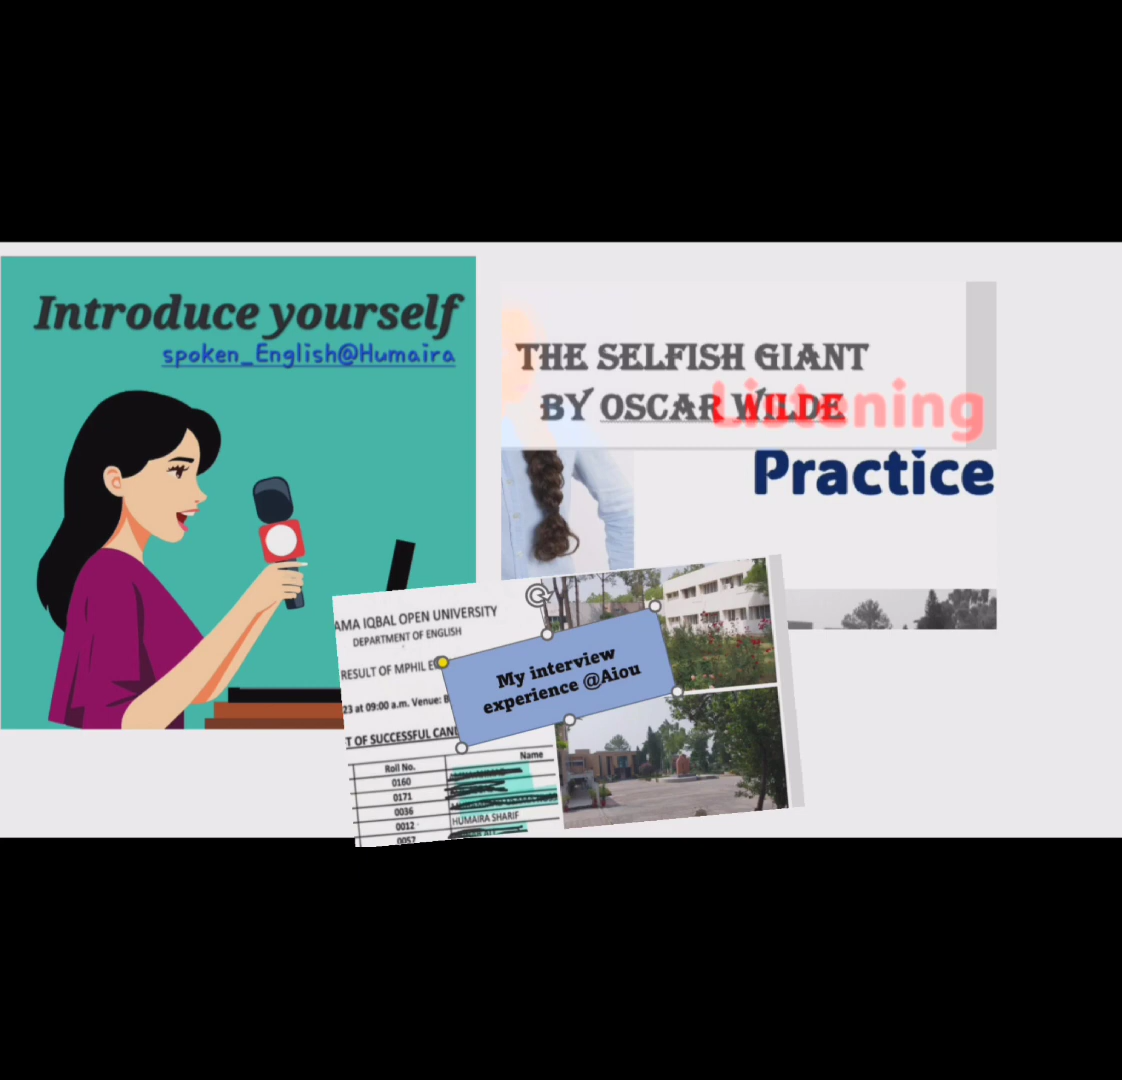 Introduce yourself
spoken_English@Humaira
THE SELFISH GIANT
BY OSCAR WILDE
Listening
Practice
AMA IQBAL OPEN UNIVERSITY
DEPARTMENT OF ENGLISH
RESULT OF MPHIL
23 at 09:00 a.m. Venue:
T OF SUCCESSFUL
My interview
experience @Aiou
Roll No. Name
0160
0171
0036
0012 HUMAIRA SHARIF
0057